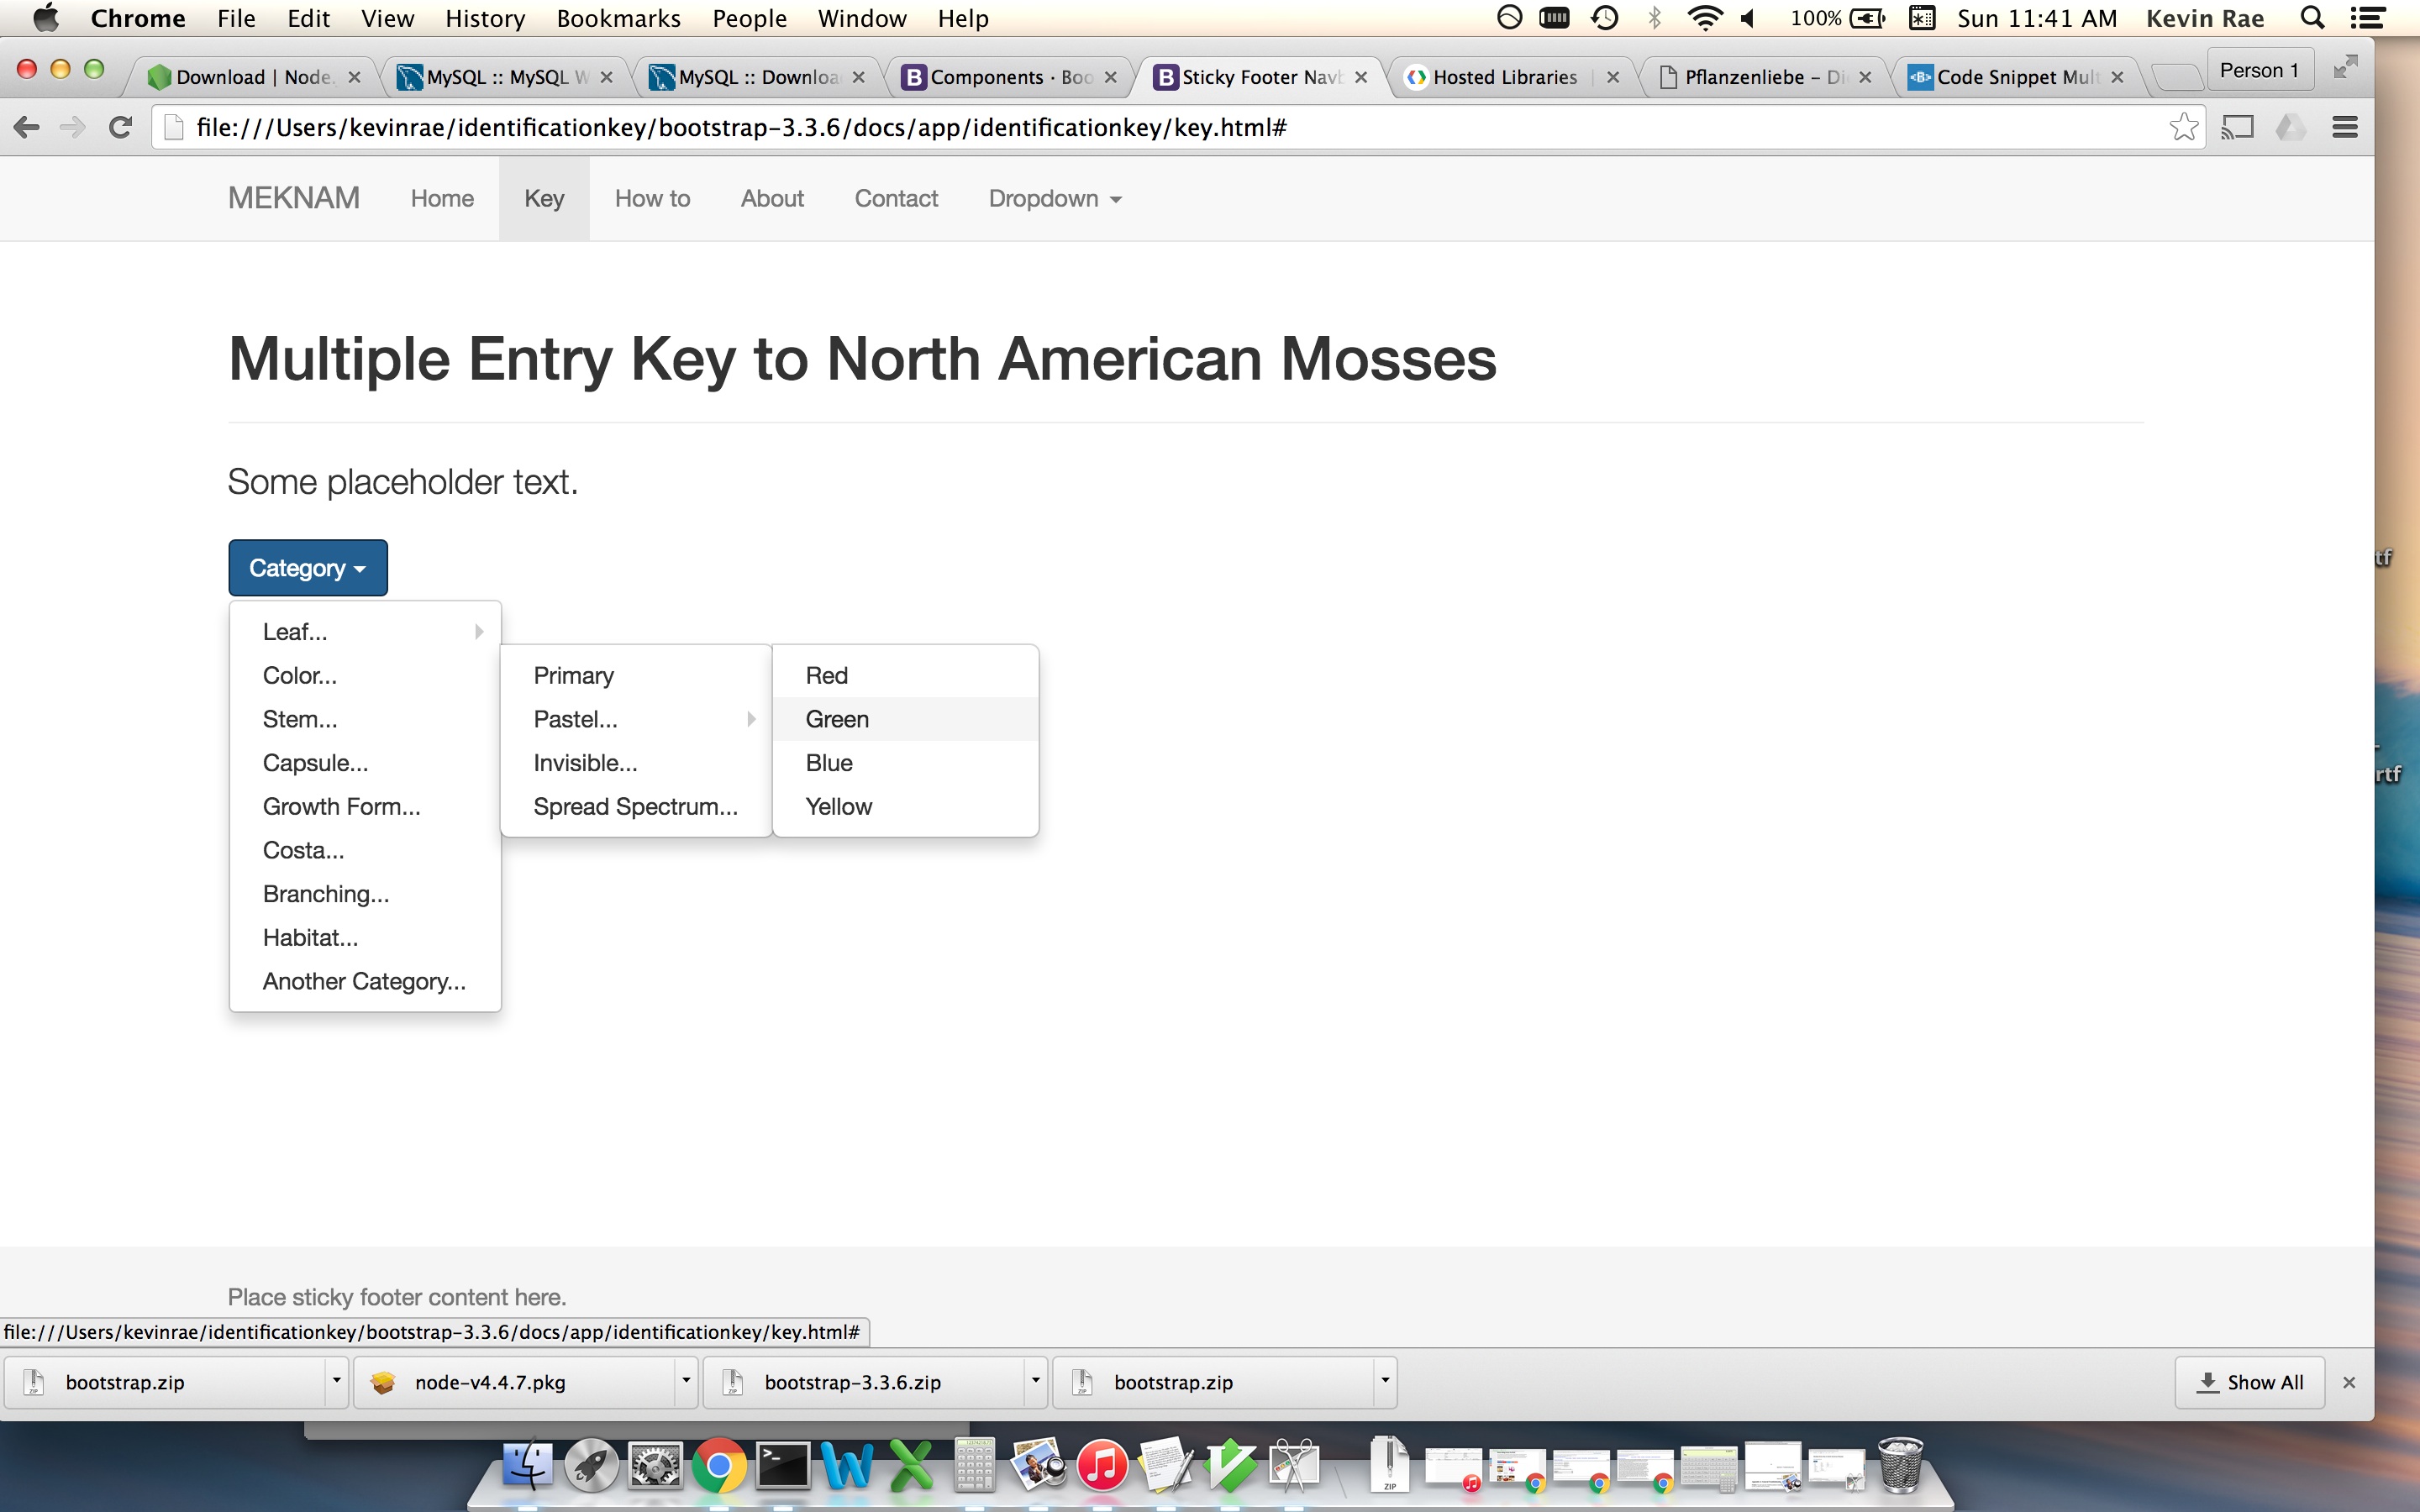 Chrome File Edit View History Bookmarks People Window Help 100% Sun 11:41 AM Kevin Rae
Download | Node. MySQL :: MySQL W MySQL :: Downloa Components · Boo Sticky Footer Navb Hosted Libraries Pflanzenliebe – Di Code Snippet Mult Person 1
file:///Users/kevinrae/identificationkey/bootstrap-3.3.6/docs/app/identificationkey/key.html#
MEKNAM Home Key How to About Contact Dropdown
Multiple Entry Key to North American Mosses
Some placeholder text.
Category
Leaf...
Color...
Stem...
Capsule...
Growth Form...
Costa...
Branching...
Habitat...
Another Category...
Primary
Pastel...
Invisible...
Spread Spectrum...
Red
Green
Blue
Yellow
tf
rtf
Place sticky footer content here.
file:///Users/kevinrae/identificationkey/bootstrap-3.3.6/docs/app/identificationkey/key.html#
bootstrap.zip node-v4.4.7.pkg bootstrap-3.3.6.zip bootstrap.zip Show All
ZIP